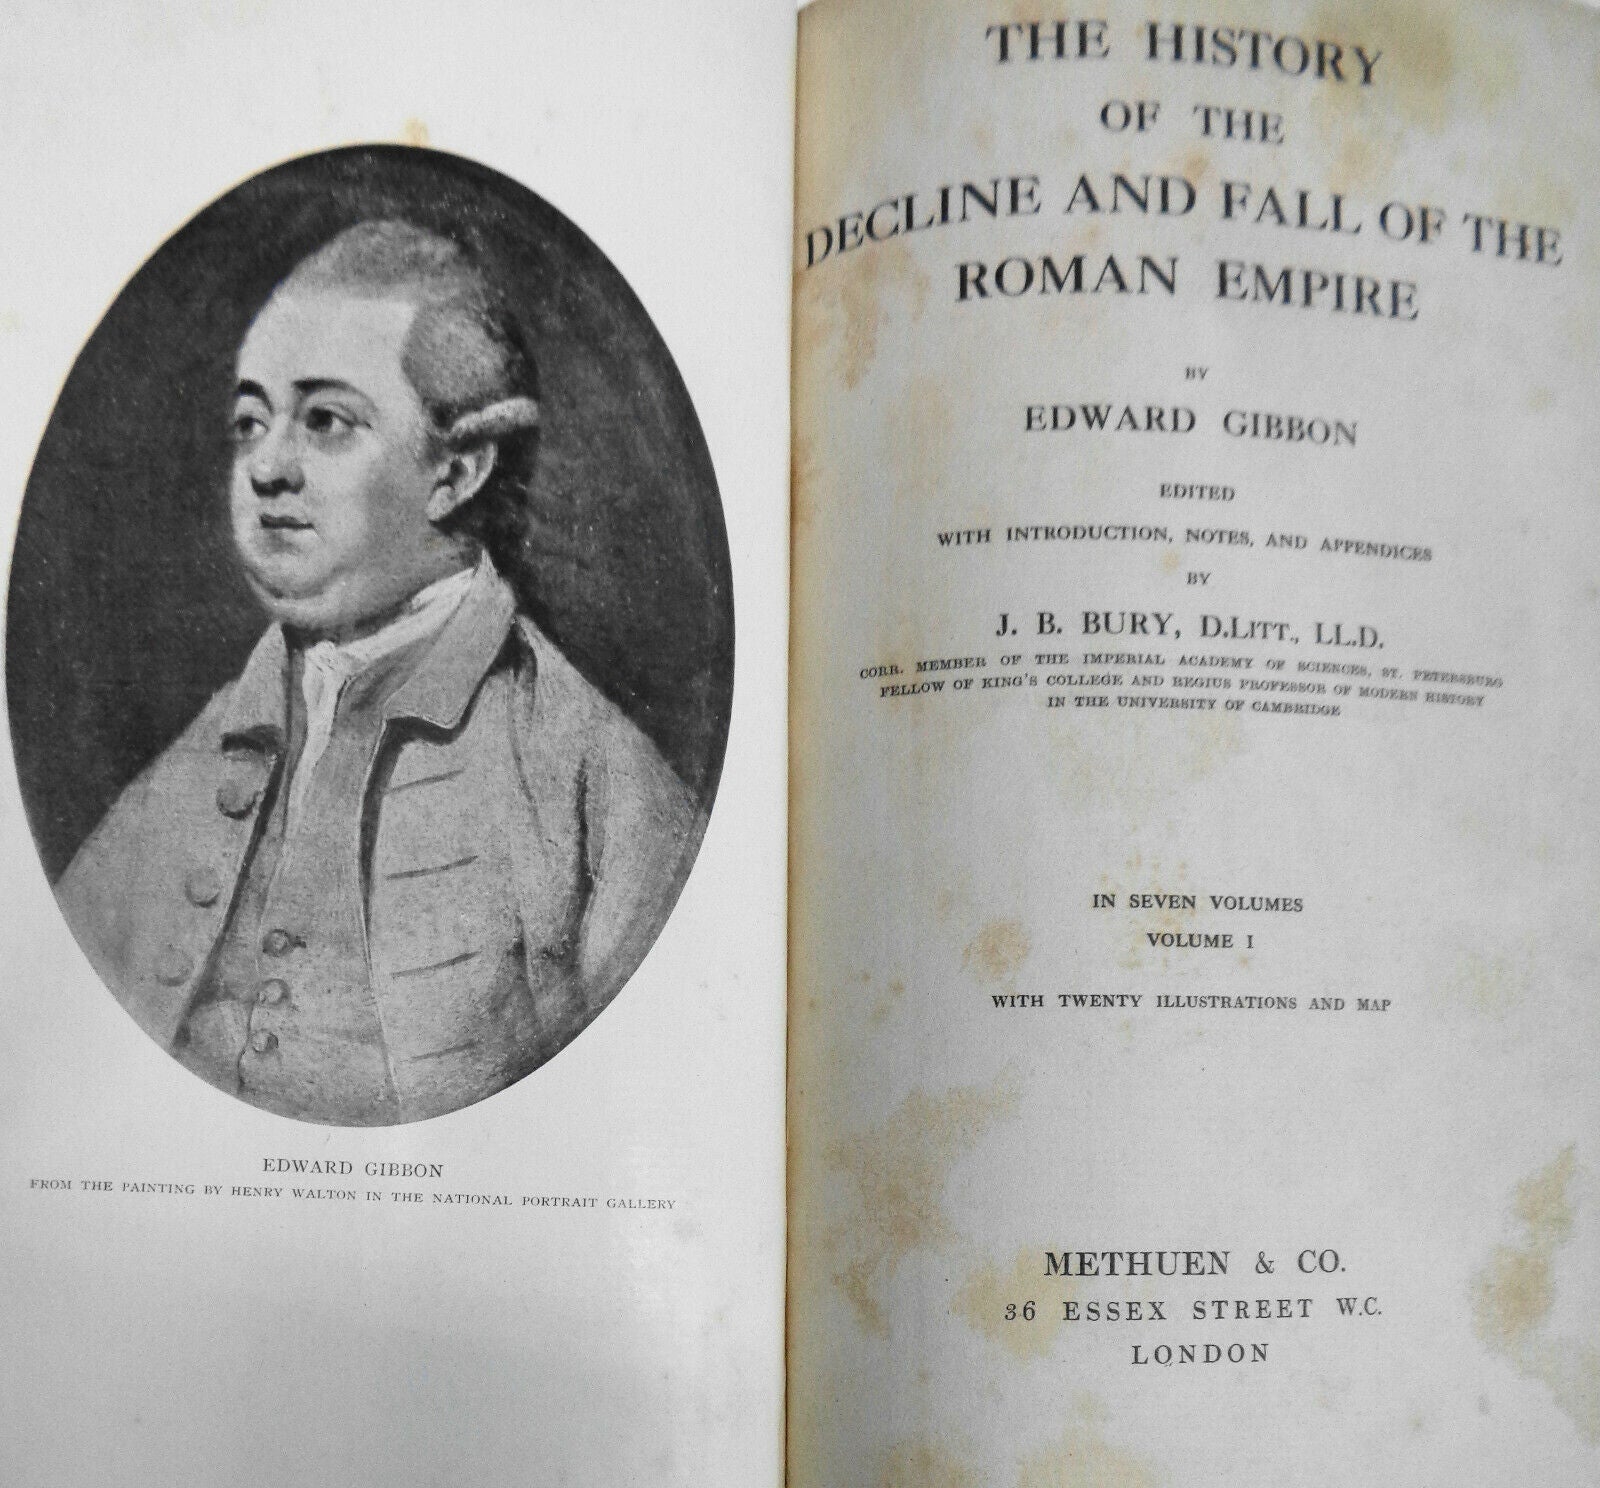 EDWARD GIBBON
FROM THE PAINTING BY HENRY WALTON IN THE NATIONAL PORTRAIT GALLERY
THE HISTORY
OF THE
DECLINE AND FALL OF THE
ROMAN EMPIRE
BY
EDWARD GIBBON
EDITED
WITH INTRODUCTION, NOTES, AND APPENDICES
BY
J. B. BURY, D.LITT., LL.D.
CORR. MEMBER OF THE IMPERIAL ACADEMY OF SCIENCES, ST. PETERSBURG
FELLOW OF KING'S COLLEGE AND REGIUS PROFESSOR OF MODERN HISTORY
IN THE UNIVERSITY OF CAMBRIDGE
IN SEVEN VOLUMES
VOLUME I
WITH TWENTY ILLUSTRATIONS AND MAP
METHUEN & CO.
36 ESSEX STREET W.C.
LONDON